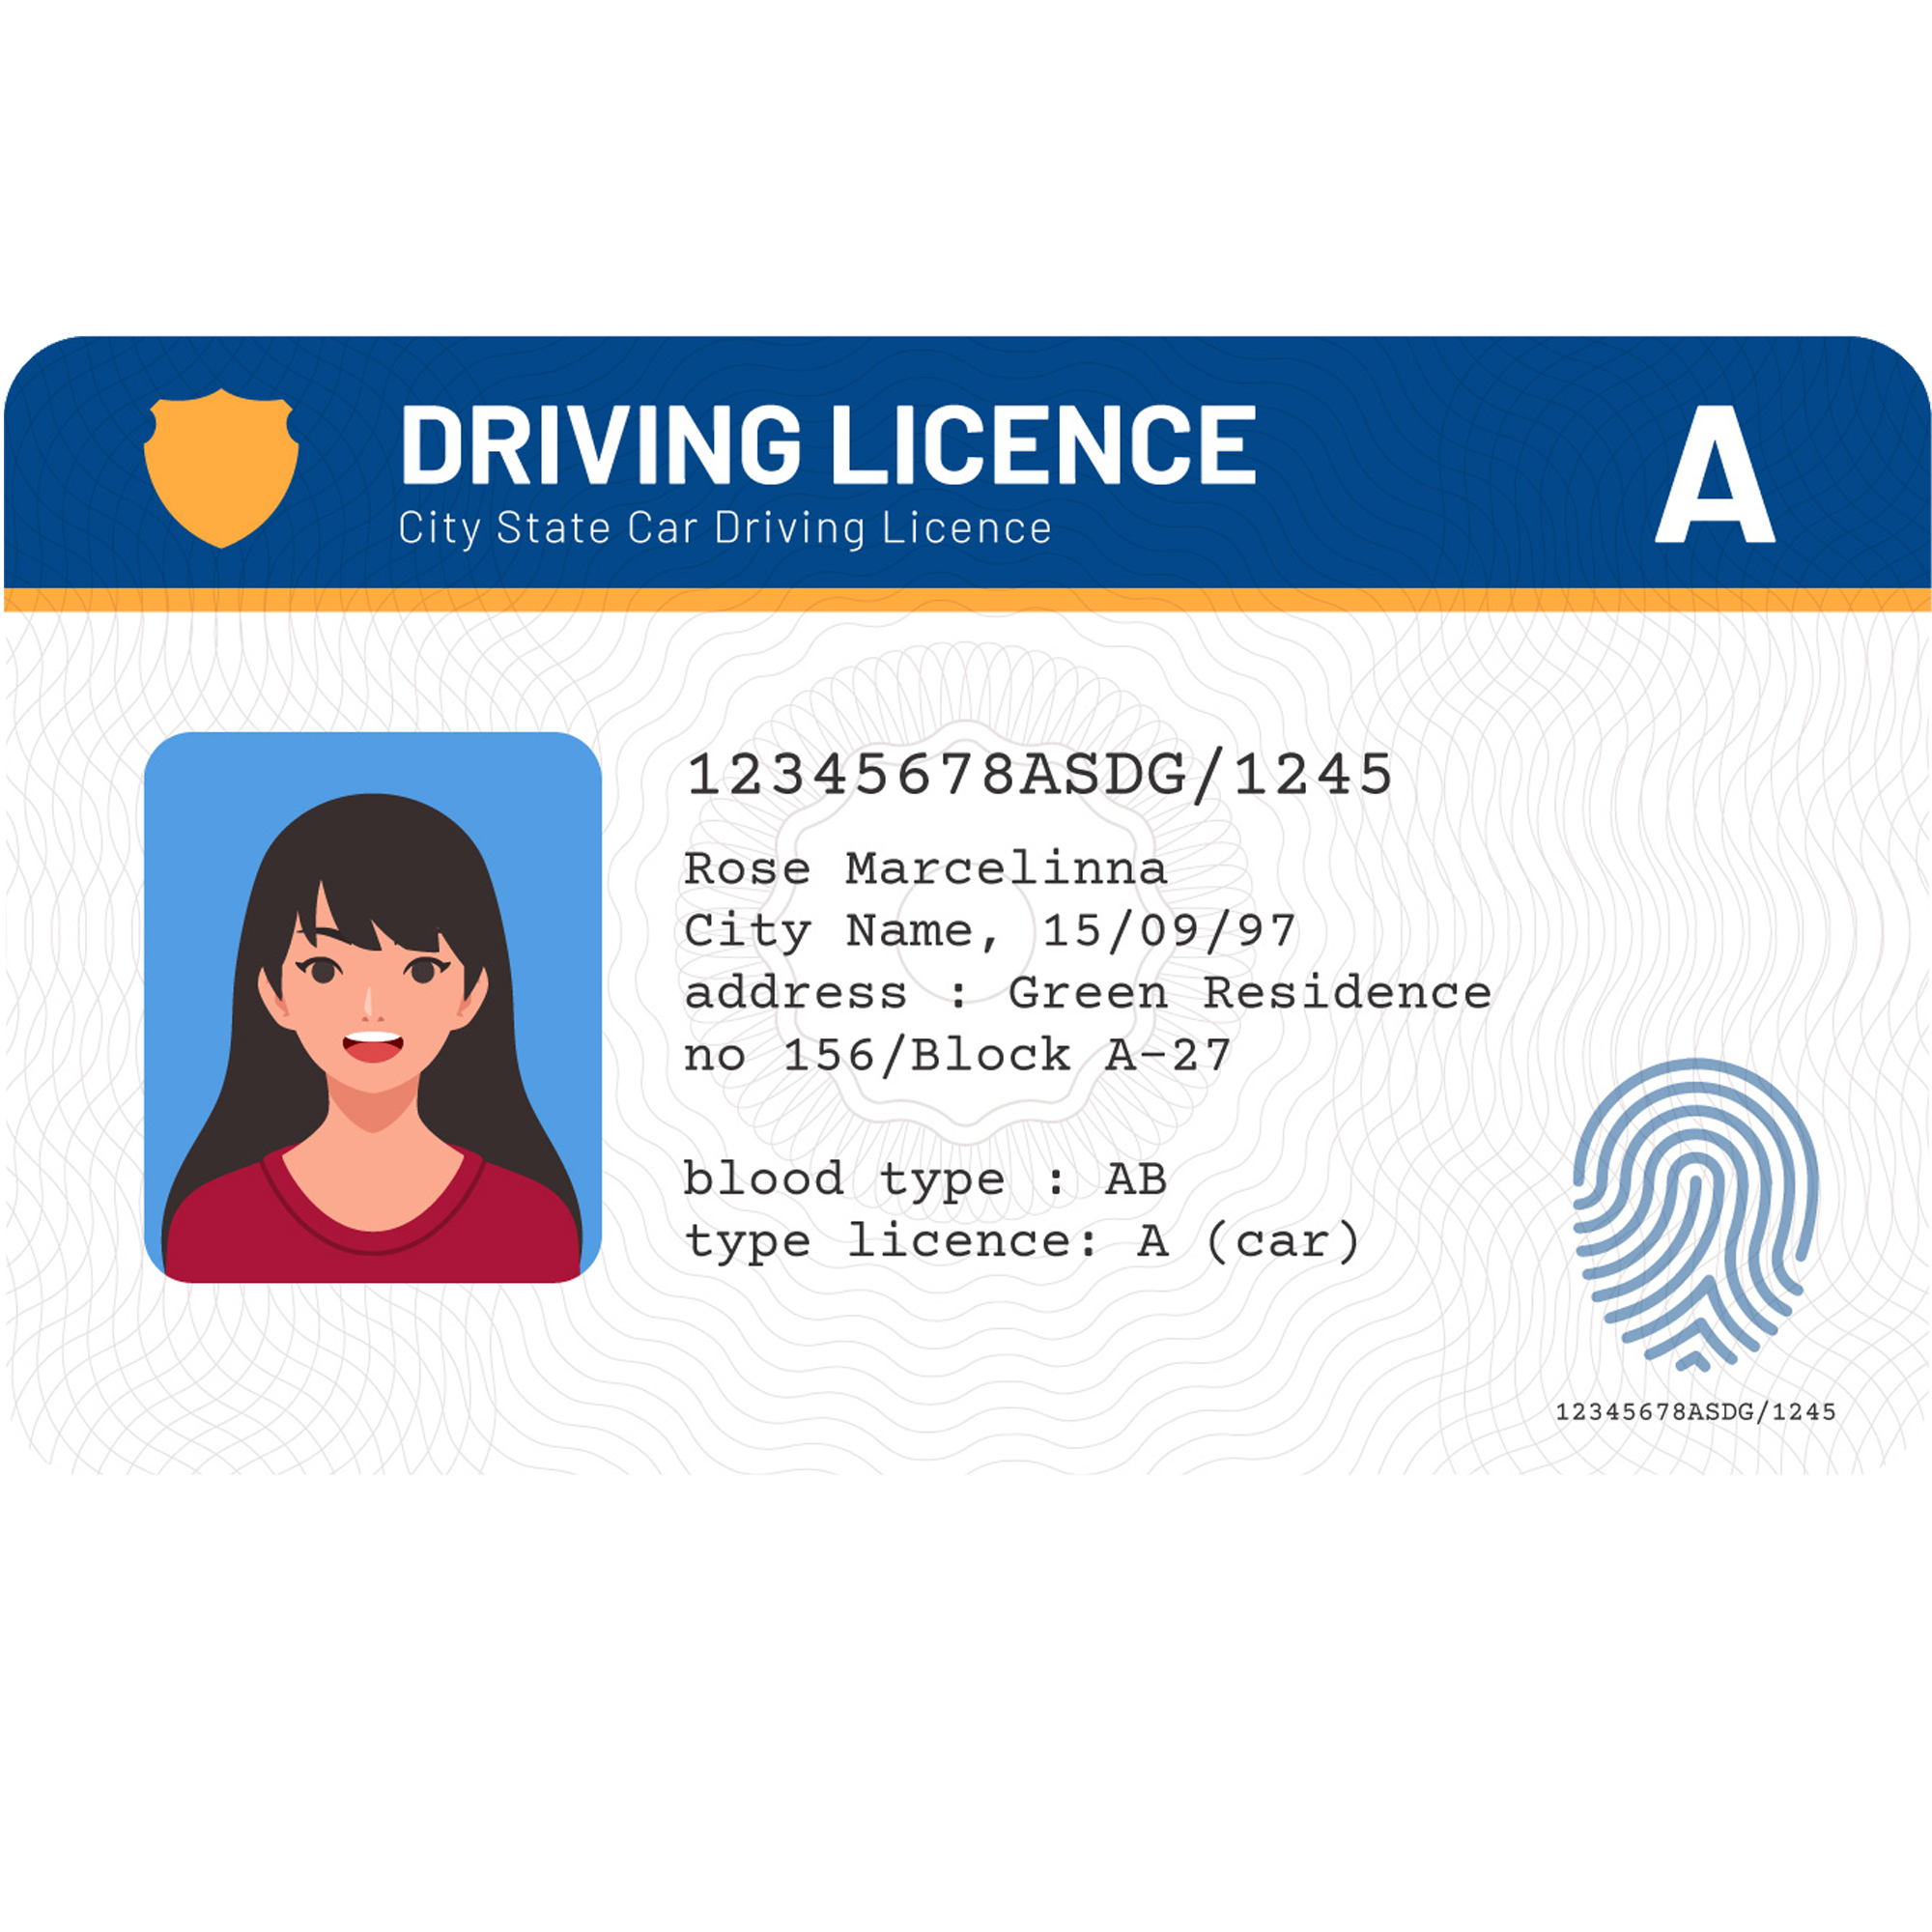 DRIVING LICENCE
City State Car Driving Licence
A
12345678ASDG/1245
Rose Marcelinna
City Name, 15/09/97
address : Green Residence
no 156/Block A-27
blood type : AB
type licence: A (car)
12345678ASDG/1245